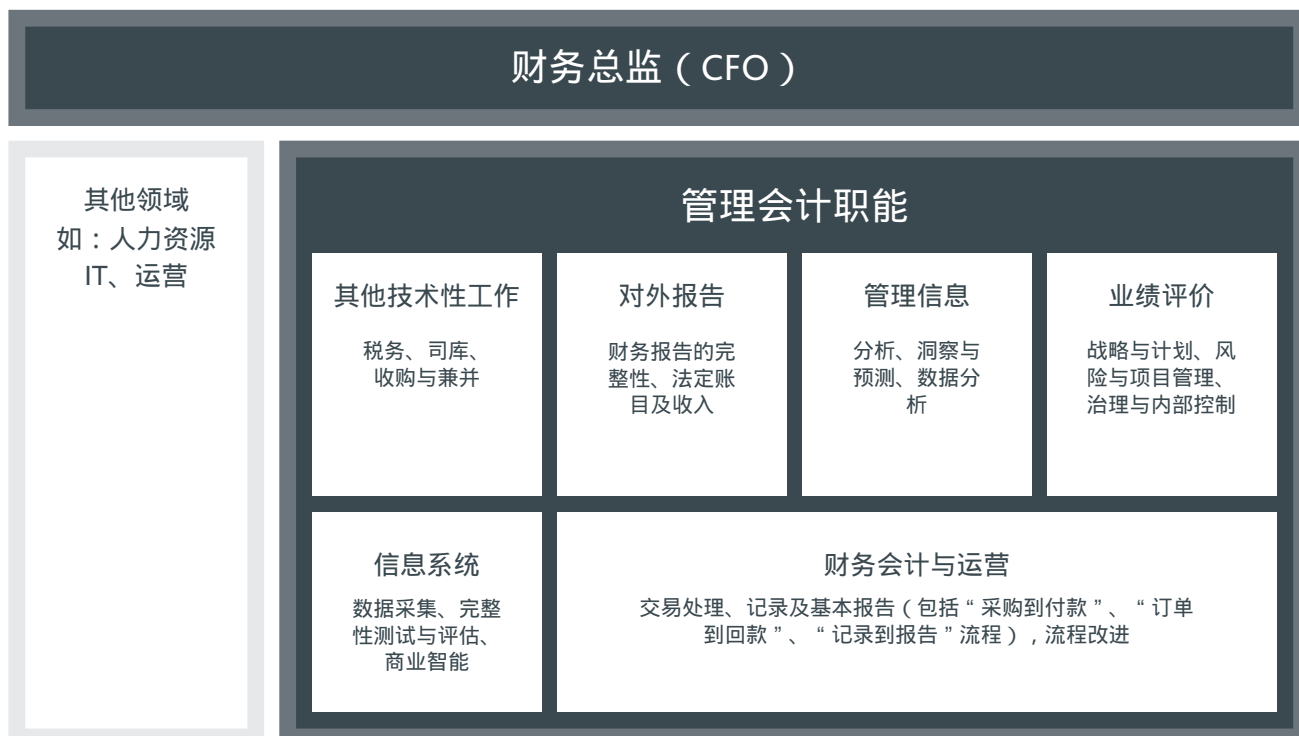 财务总监（CFO）
其他领域
如：人力资源
IT、运营
管理会计职能
其他技术性工作
税务、司库、
收购与兼并
对外报告
财务报告的完
整性、法定账
目及收入
管理信息
分析、洞察与
预测、数据分
析
业绩评价
战略与计划、风
险与项目管理、
治理与内部控制
信息系统
数据采集、完整
性测试与评估、
商业智能
财务会计与运营
交易处理、记录及基本报告（包括“采购到付款”、“订单
到回款”、“记录到报告”流程），流程改进